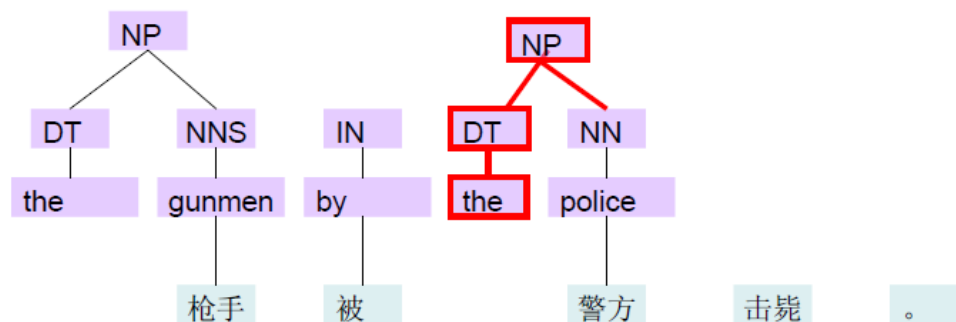 NP NP
DT NNS IN DT NN
the gunmen by the police
枪手 被 警方 击毙 。